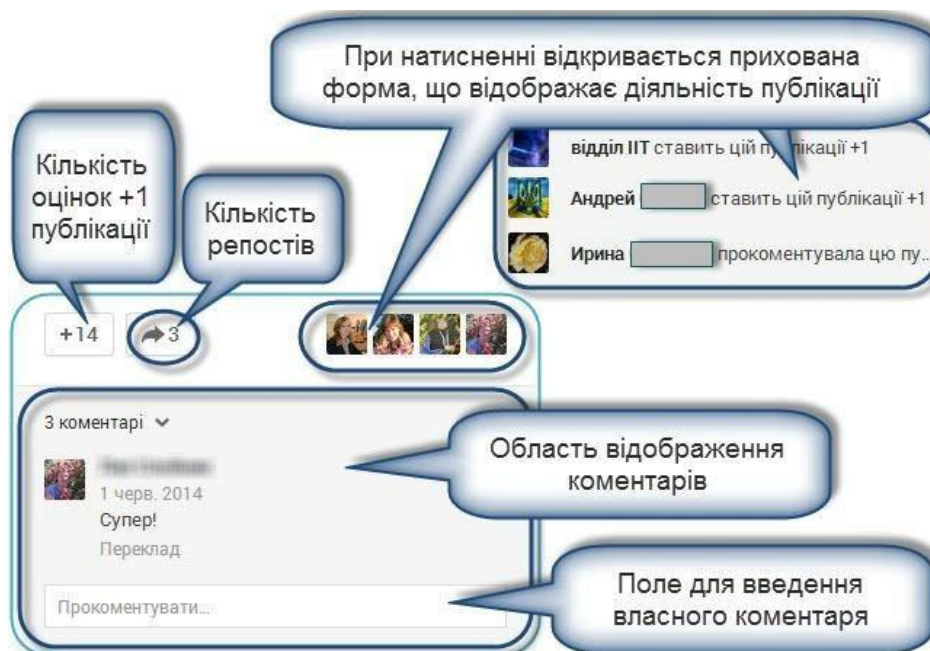 При натисненні відкривається прихована
форма, що відображає діяльність публікації
відділ ІІТ ставить цій публікації +1
Андрей ставить цій публікації +1
Ирина прокоментувала цю пу..
Кількість
оцінок +1
публікації
Кількість
репостів
+14
3
3 коментарі
1 черв. 2014
Супер!
Переклад
Прокоментувати...
Область відображення
коментарів
Поле для введення
власного коментаря